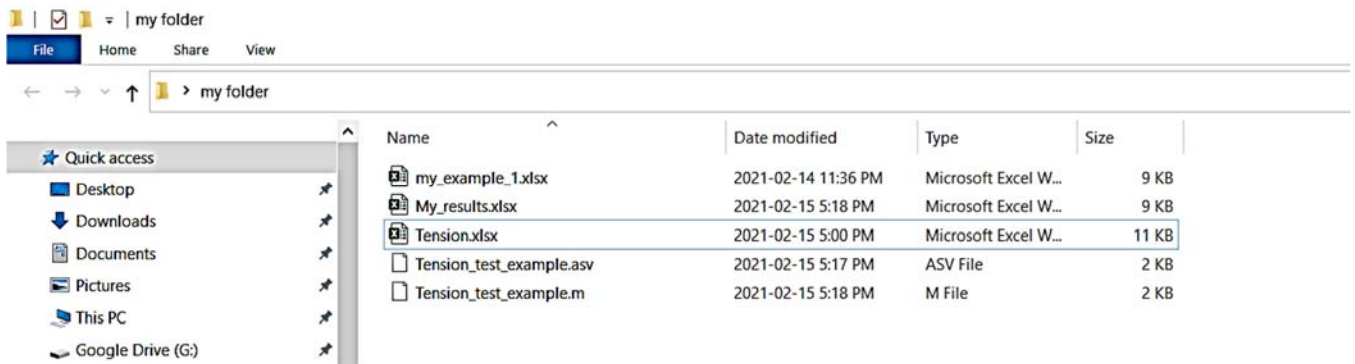 my folder
File Home Share View
my folder
Name Date modified Type Size
Quick access
Desktop
Downloads
Documents
Pictures
This PC
Google Drive (G:)
my_example_1.xlsx 2021-02-14 11:36 PM Microsoft Excel W... 9 KB
My_results.xlsx 2021-02-15 5:18 PM Microsoft Excel W... 9 KB
Tension.xlsx 2021-02-15 5:00 PM Microsoft Excel W... 11 KB
Tension_test_example.asv 2021-02-15 5:17 PM ASV File 2 KB
Tension_test_example.m 2021-02-15 5:18 PM M File 2 KB